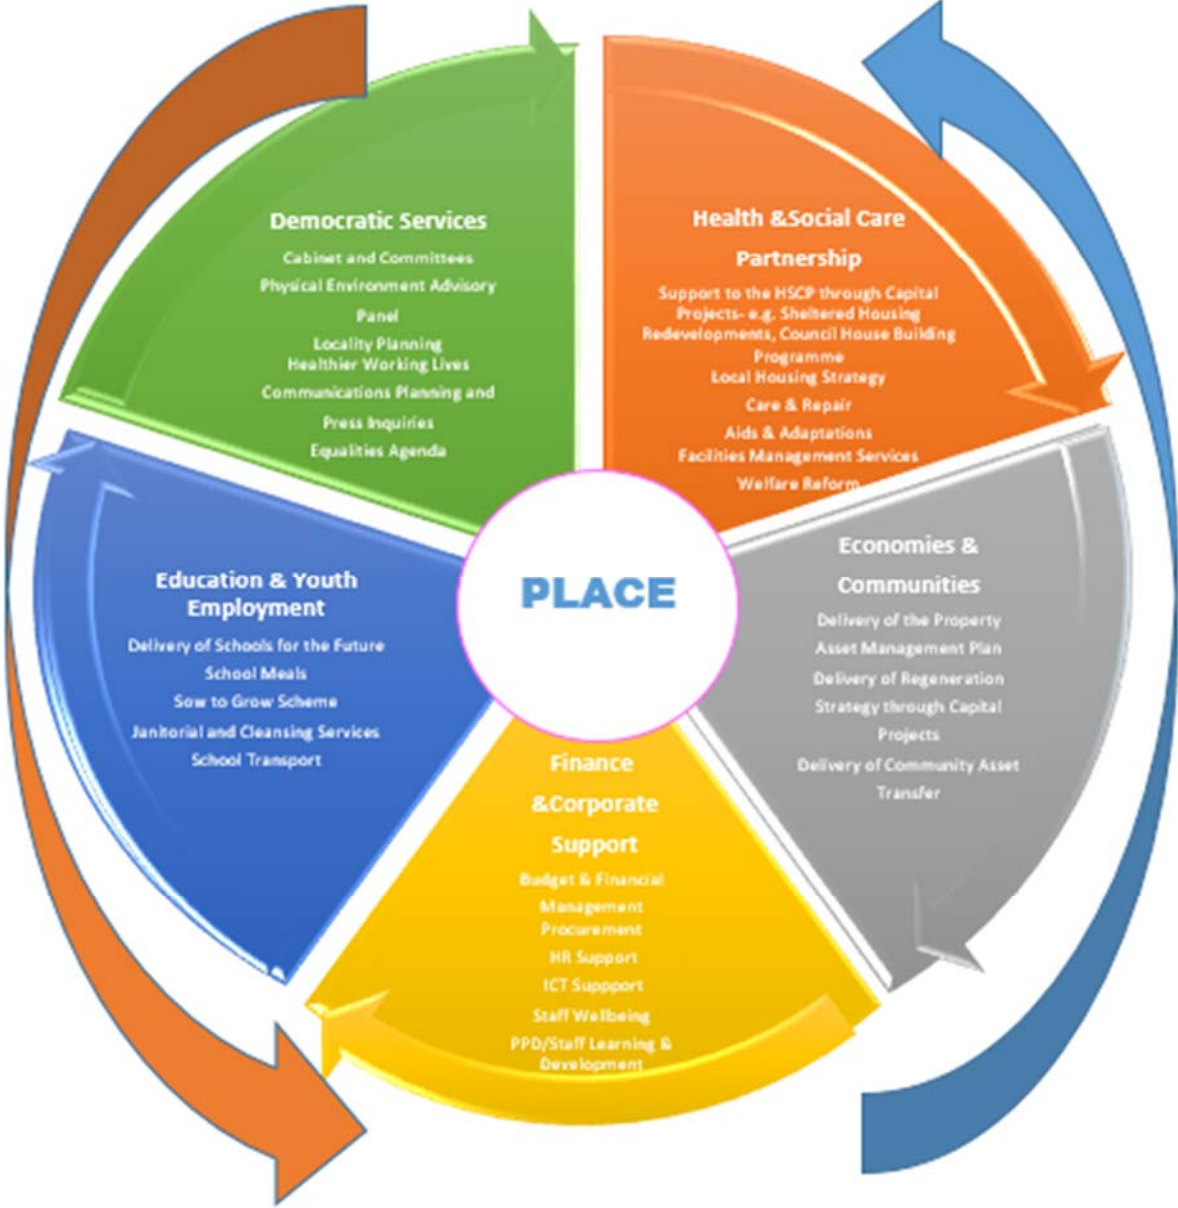 Democratic Services
Cabinet and Committees
Physical Environment Advisory
Panel
Locality Planning
Healthier Working Lives
Communications Planning and
Press Inquiries
Equalities Agenda
Health &Social Care
Partnership
Support to the HSCP through Capital
Projects- e.g. Sheltered Housing
Redevelopments, Council House Building
Programme
Local Housing Strategy
Care & Repair
Aids & Adaptations
Facilities Management Services
Welfare Reform
Economies &
Communities
Delivery of the Property
Asset Management Plan
Delivery of Regeneration
Strategy through Capital
Projects
Delivery of Community Asset
Transfer
Finance
&Corporate
Support
Budget & Financial
Management
Procurement
HR Support
ICT Suppport
Staff Wellbeing
PPD/Staff Learning &
Development
Education & Youth
Employment
Delivery of Schools for the Future
School Meals
Sow to Grow Scheme
Janitorial and Cleansing Services
School Transport
PLACE